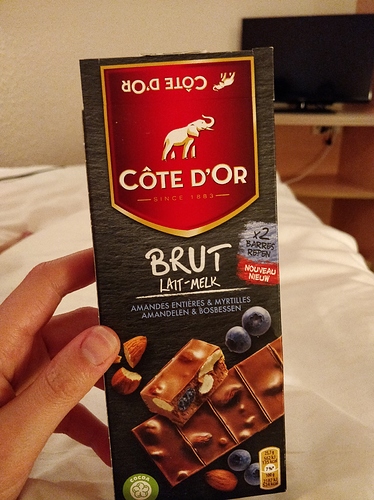 CÔTE D'OR
CÔTE D'OR
SINCE 1883
BRUT
LAIT-MELK
x2
BARRES
REPEN
NOUVEAU
NIEUW
AMANDES ENTIÈRES & MYRTILLES
AMANDELEN & BOSBESSEN
COCOA